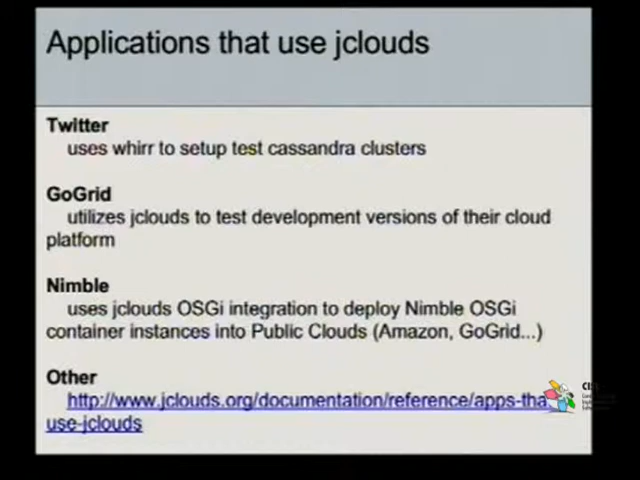 Applications that use jclouds
Twitter
uses whirr to setup test cassandra clusters
GoGrid
utilizes jclouds to test development versions of their cloud
platform
Nimble
uses jclouds OSGi integration to deploy Nimble OSGi
container instances into Public Clouds (Amazon, GoGrid...)
Other
http://www.jclouds.org/documentation/reference/apps-tha
use-jclouds